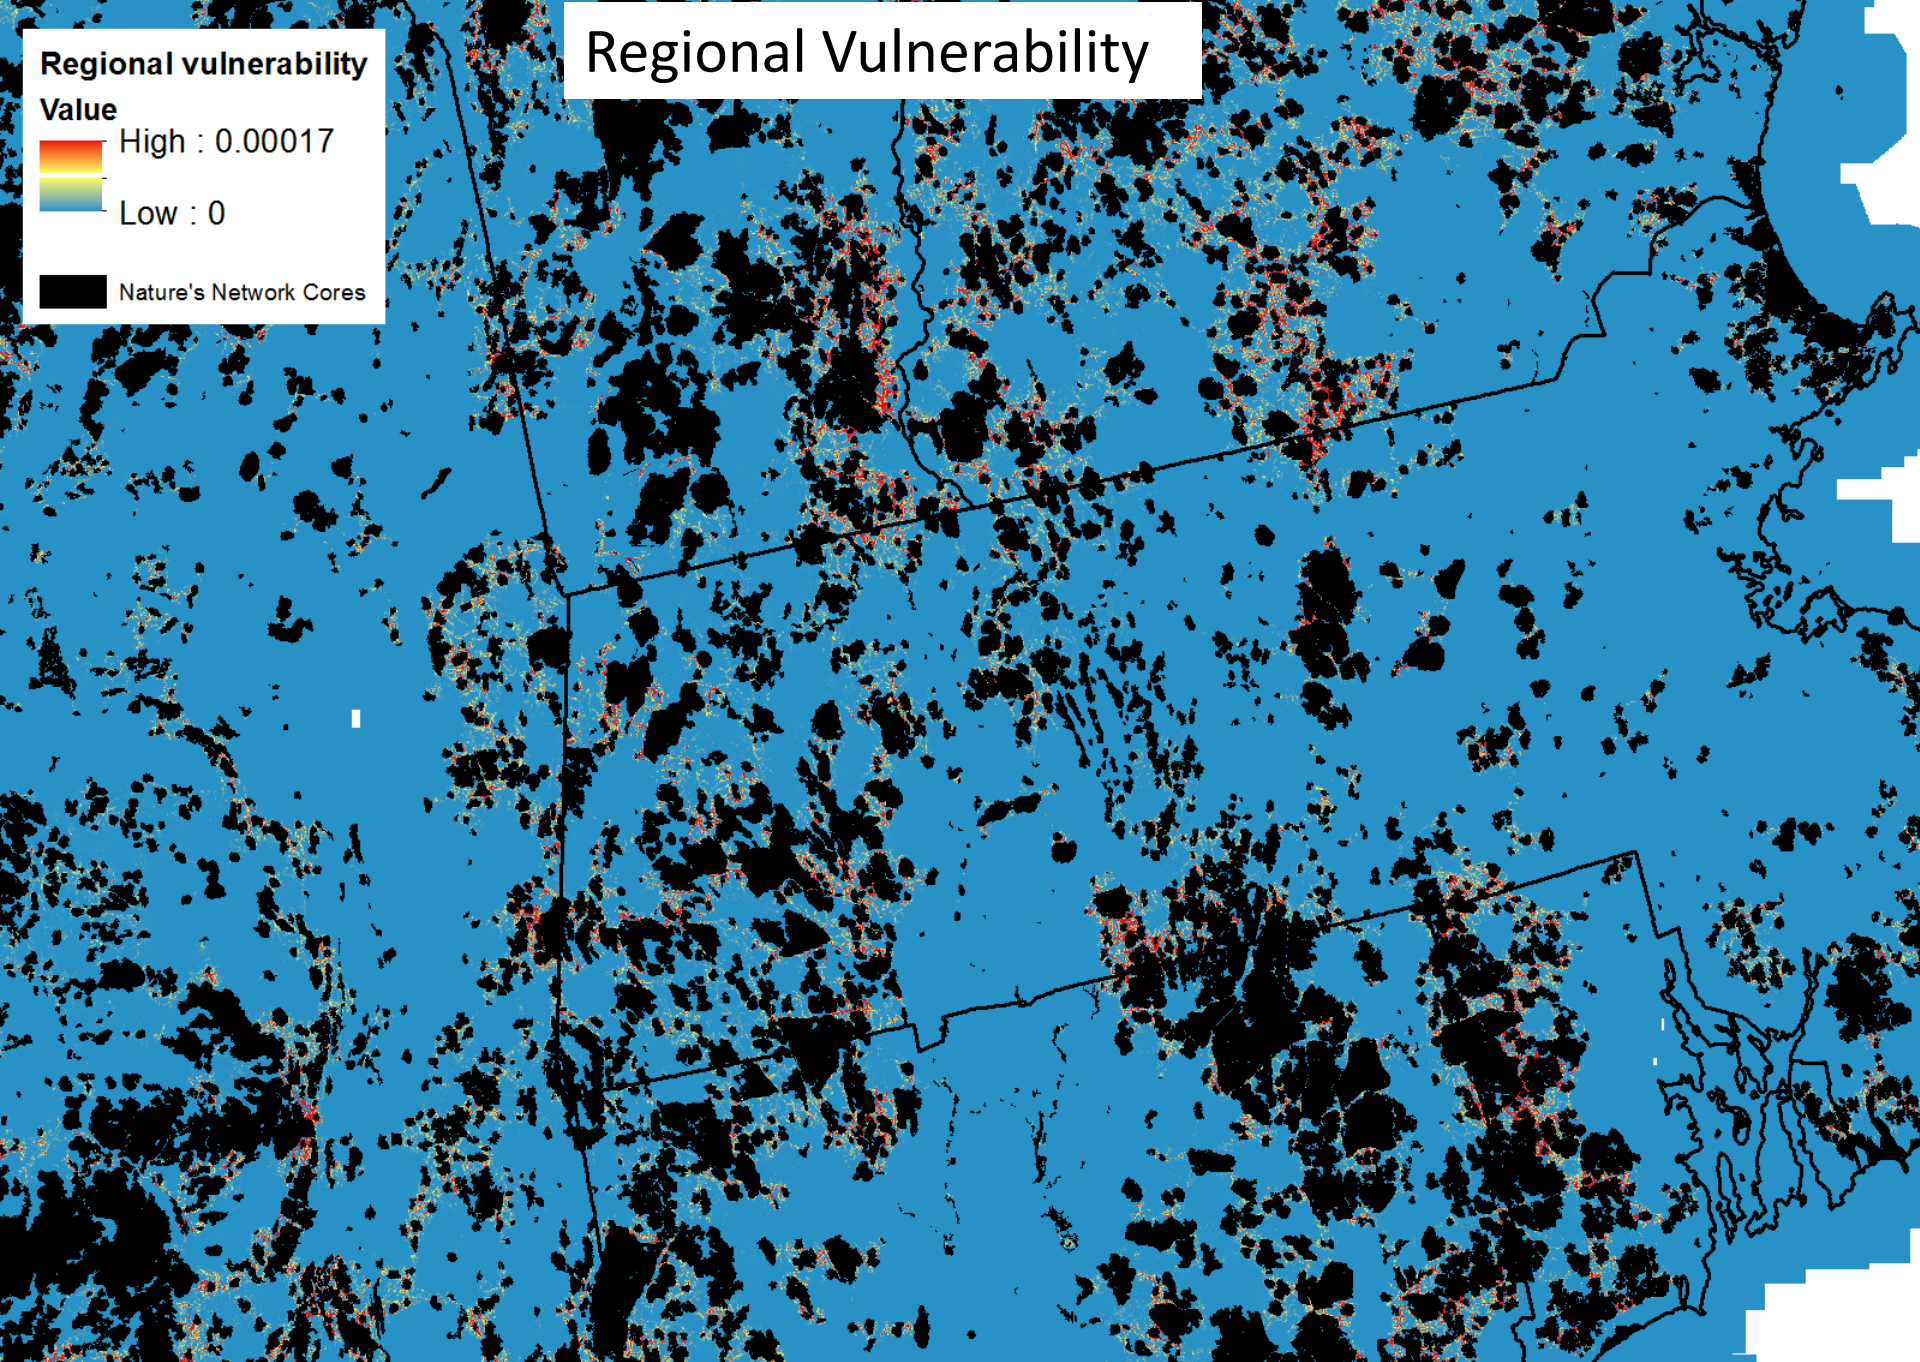 Regional Vulnerability
Regional vulnerability
Value
High : 0.00017
Low : 0
Nature's Network Cores